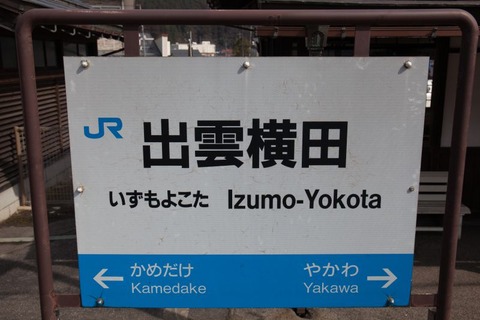 JR 出雲横田
いずもよこた Izumo-Yokota
← かめだけ やかわ →
Kamedake Yakawa